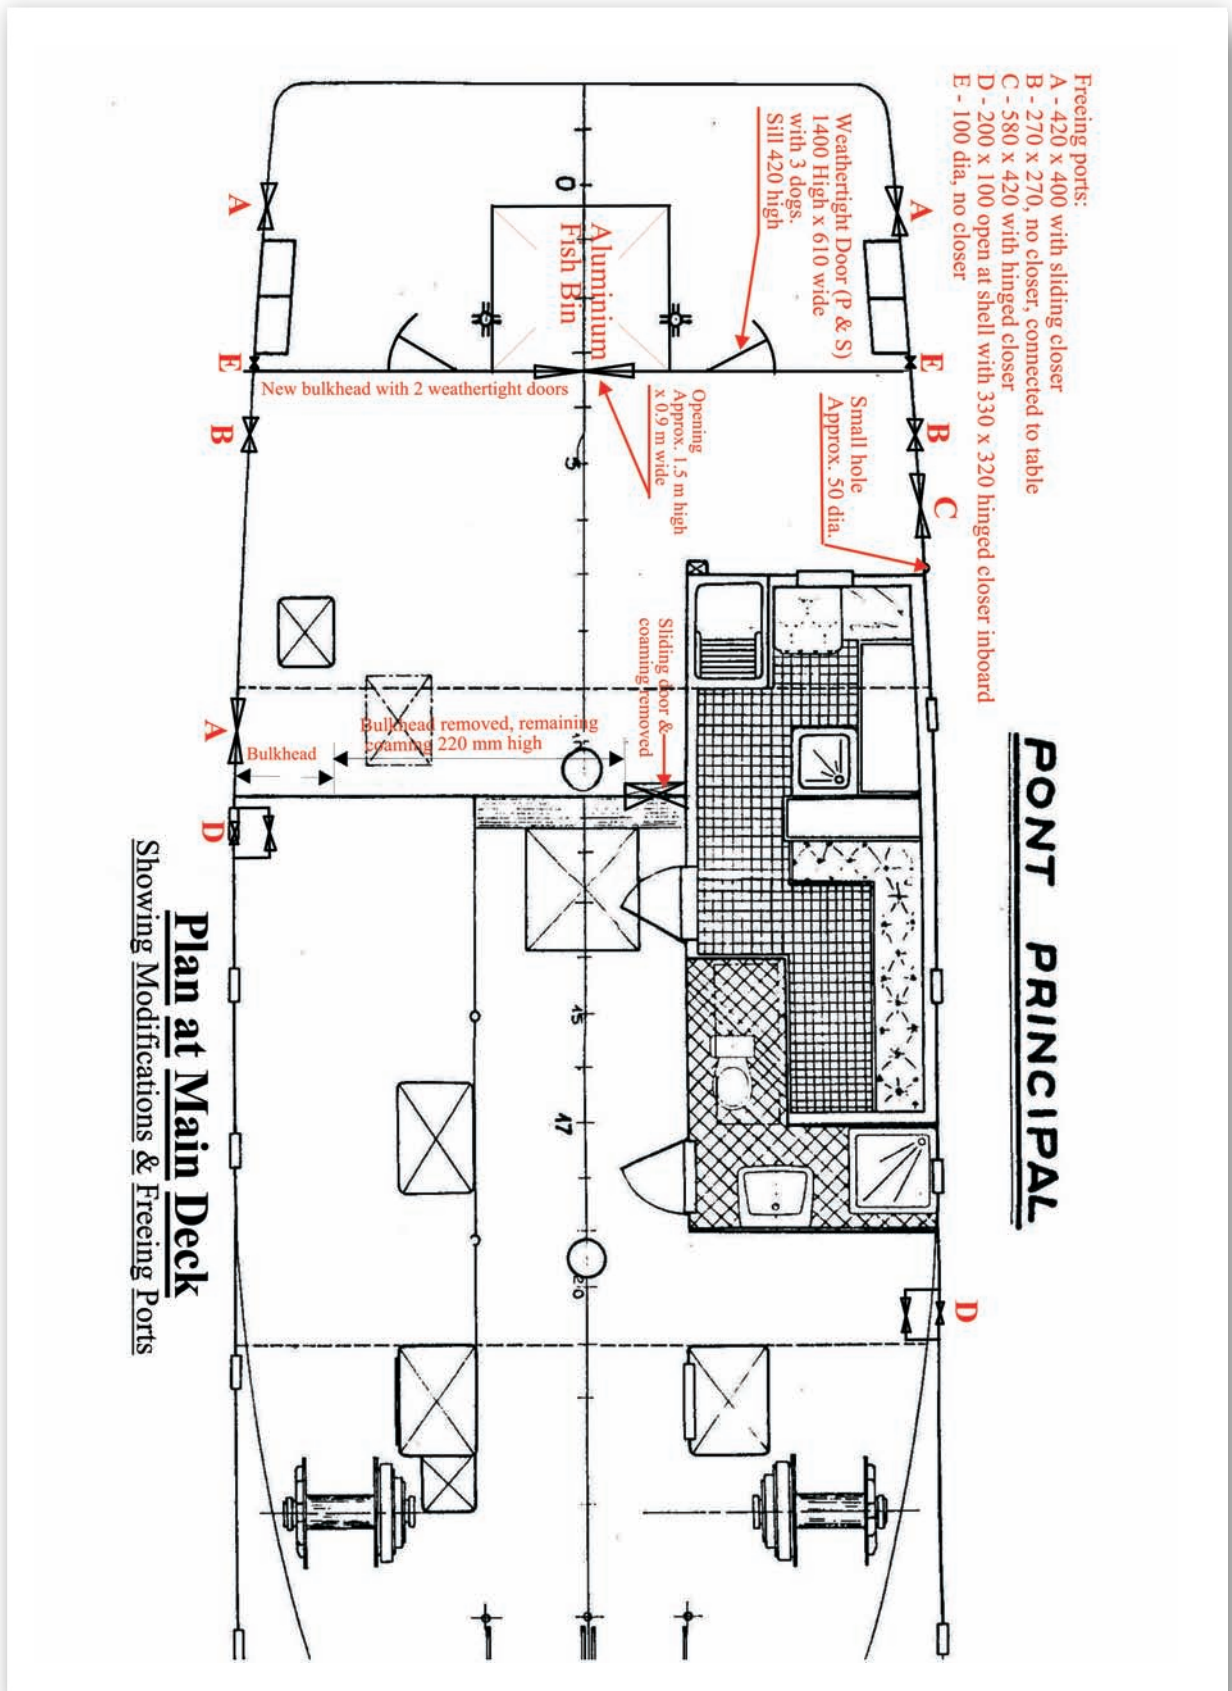 Freeing ports:
A - 420 x 400 with sliding closer
B - 270 x 270, no closer, connected to table
C - 580 x 420 with hinged closer
D - 200 x 100 open at shell with 330 x 320 hinged closer inboard
E - 100 dia, no closer
PONT PRINCIPAL
Weathertight Door (P & S)
1400 High x 610 wide
with 3 dogs.
Sill 420 high
Small hole
Approx. 50 dia.
A
E
B
C
D
Aluminium
Fish Bin
Opening
Approx. 1.5 m high
x 0.9 m wide
Sliding door &
coaming removed
0
5
15
17
20
New bulkhead with 2 weathertight doors
Bulkhead removed, remaining
coaming 220 mm high
Bulkhead
A
E
B
A
D
Plan at Main Deck
Showing Modifications & Freeing Ports